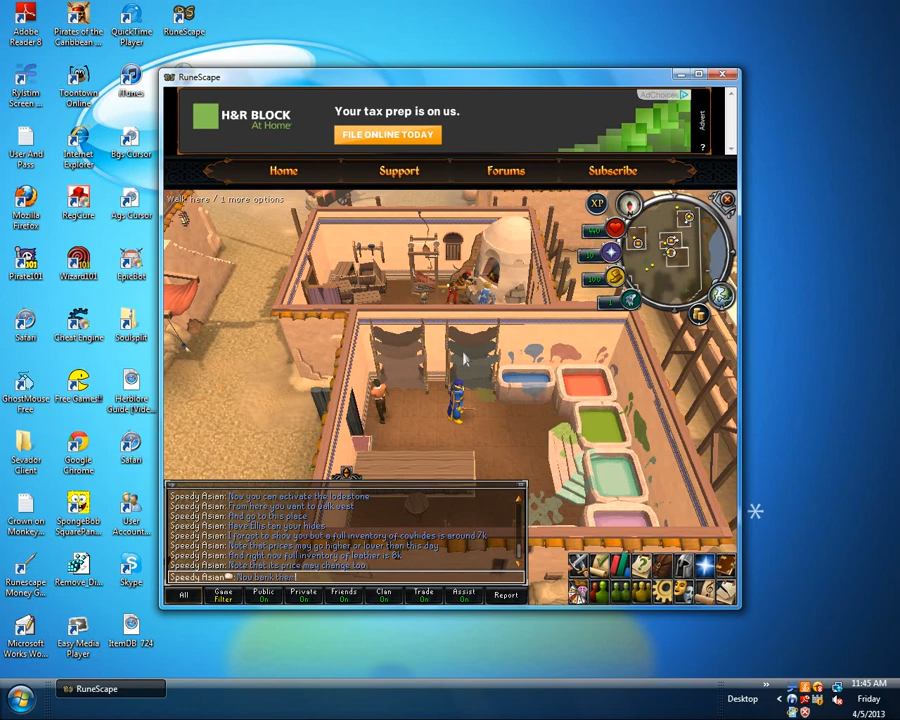 Adobe Reader 8
Pirates of the Caribbean ...
QuickTime Player
RuneScape
Rylstim Screen ...
Toontown Online
iTunes
User And Pass
Internet Explorer
Bgs Cursor
Mozilla Firefox
RegCure
Ags Cursor
Pirate101
Wizard101
EpicBot
Safari
Cheat Engine
Soulsplit
GhostMouse Free
Free Games!!
Herblore Guide (Vide...
Sevador Client
Google Chrome
Safari
Crown on Monkey...
SpongeBob SquarePan...
User Account...
Runescape Money G...
Remove_Di...
Skype
Microsoft Works Wo...
Easy Media Player
ItemDB 724
RuneScape
H&R BLOCK
At Home
Your tax prep is on us.
FILE ONLINE TODAY
AdChoices
Advert
?
Home Support Forums Subscribe
Walk here / 1 more options
XP
Speedy Asian: Now you can activate the lodestone
Speedy Asian: From here you want to walk west
Speedy Asian: And go to this place
Speedy Asian: Have Ellis tan your hides
Speedy Asian: I forgot to show you but a full inventory of cowhides is around 7k
Speedy Asian: Note that prices may go higher or lower than this day
Speedy Asian: And right now full inventory of leather is 8k
Speedy Asian: Note that its price may change too
Speedy Asian: Now bank them
All
Game Filter
Public On
Private On
Friends On
Clan On
Trade On
Assist On
Report
RuneScape
Desktop
11:45 AM
Friday
4/5/2013